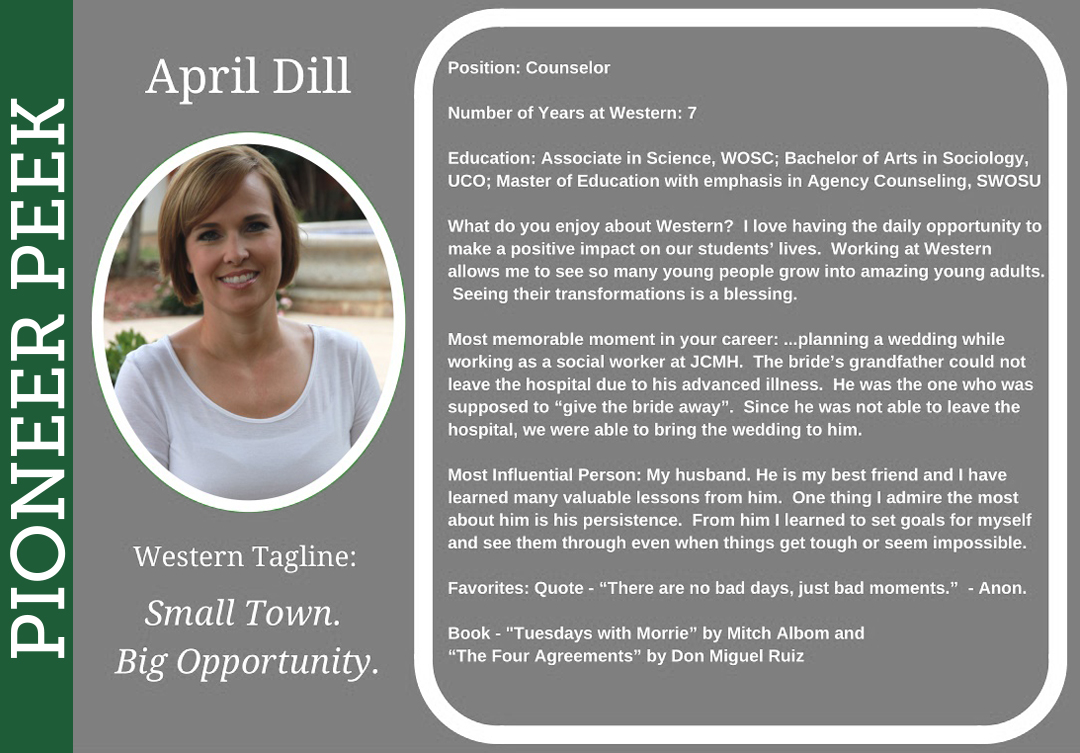 PIONEER PEEK
April Dill
Western Tagline:
Small Town.
Big Opportunity.
Position: Counselor
Number of Years at Western: 7
Education: Associate in Science, WOSC; Bachelor of Arts in Sociology,
UCO; Master of Education with emphasis in Agency Counseling, SWOSU
What do you enjoy about Western?  I love having the daily opportunity to
make a positive impact on our students’ lives.  Working at Western
allows me to see so many young people grow into amazing young adults.
Seeing their transformations is a blessing.
Most memorable moment in your career: ...planning a wedding while
working as a social worker at JCMH.  The bride’s grandfather could not
leave the hospital due to his advanced illness.  He was the one who was
supposed to “give the bride away”.  Since he was not able to leave the
hospital, we were able to bring the wedding to him.
Most Influential Person: My husband. He is my best friend and I have
learned many valuable lessons from him.  One thing I admire the most
about him is his persistence.  From him I learned to set goals for myself
and see them through even when things get tough or seem impossible.
Favorites: Quote - “There are no bad days, just bad moments.”  - Anon.
Book - "Tuesdays with Morrie” by Mitch Albom and
“The Four Agreements” by Don Miguel Ruiz